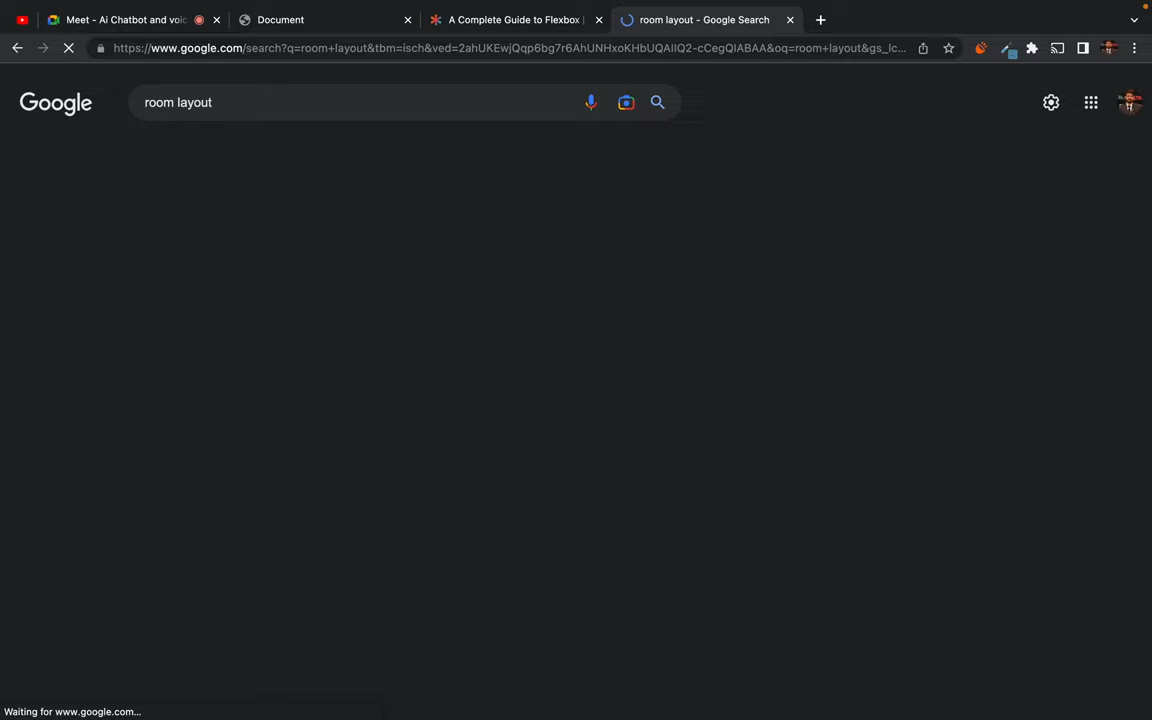 Meet - Ai Chatbot and voic
Document
A Complete Guide to Flexbox |
room layout - Google Search
https://www.google.com/search?q=room+layout&tbm=isch&ved=2ahUKEwjQqp6bg7r6AhUNHxoKHbUQAIIQ2-cCegQIABAA&oq=room+layout&gs_lc...
Google
room layout
Waiting for www.google.com...